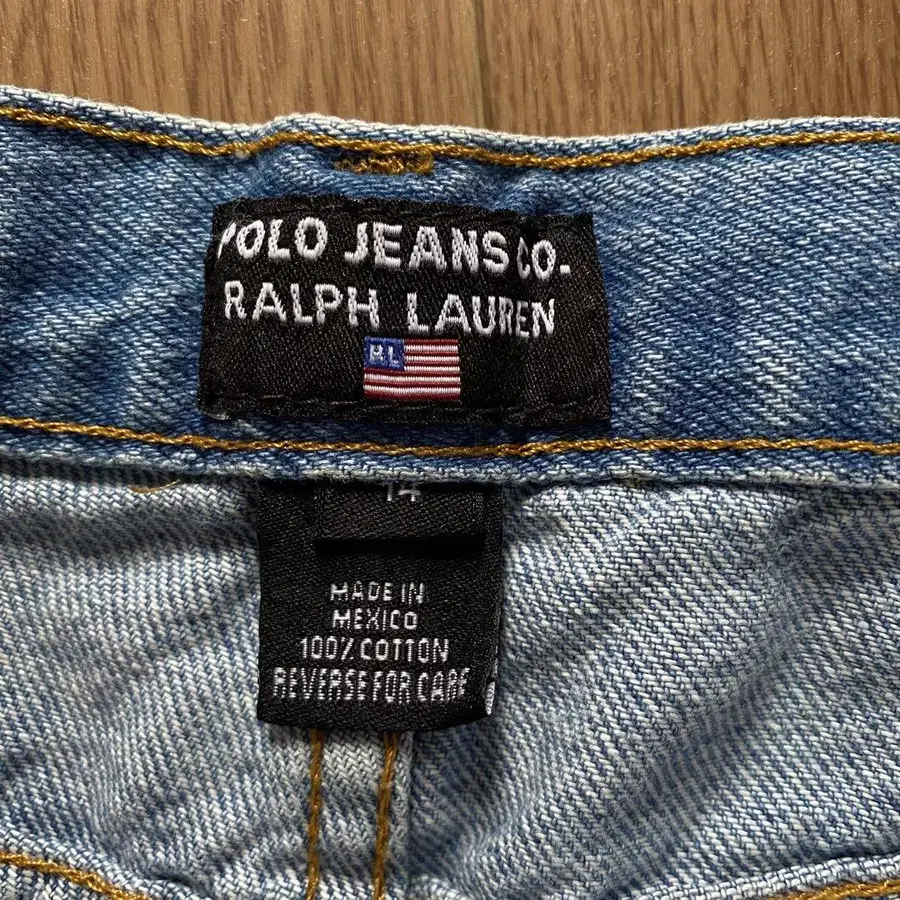 POLO JEANS CO.
RALPH LAUREN
RL
14
MADE IN
MEXICO
100% COTTON
REVERSE FOR CARE